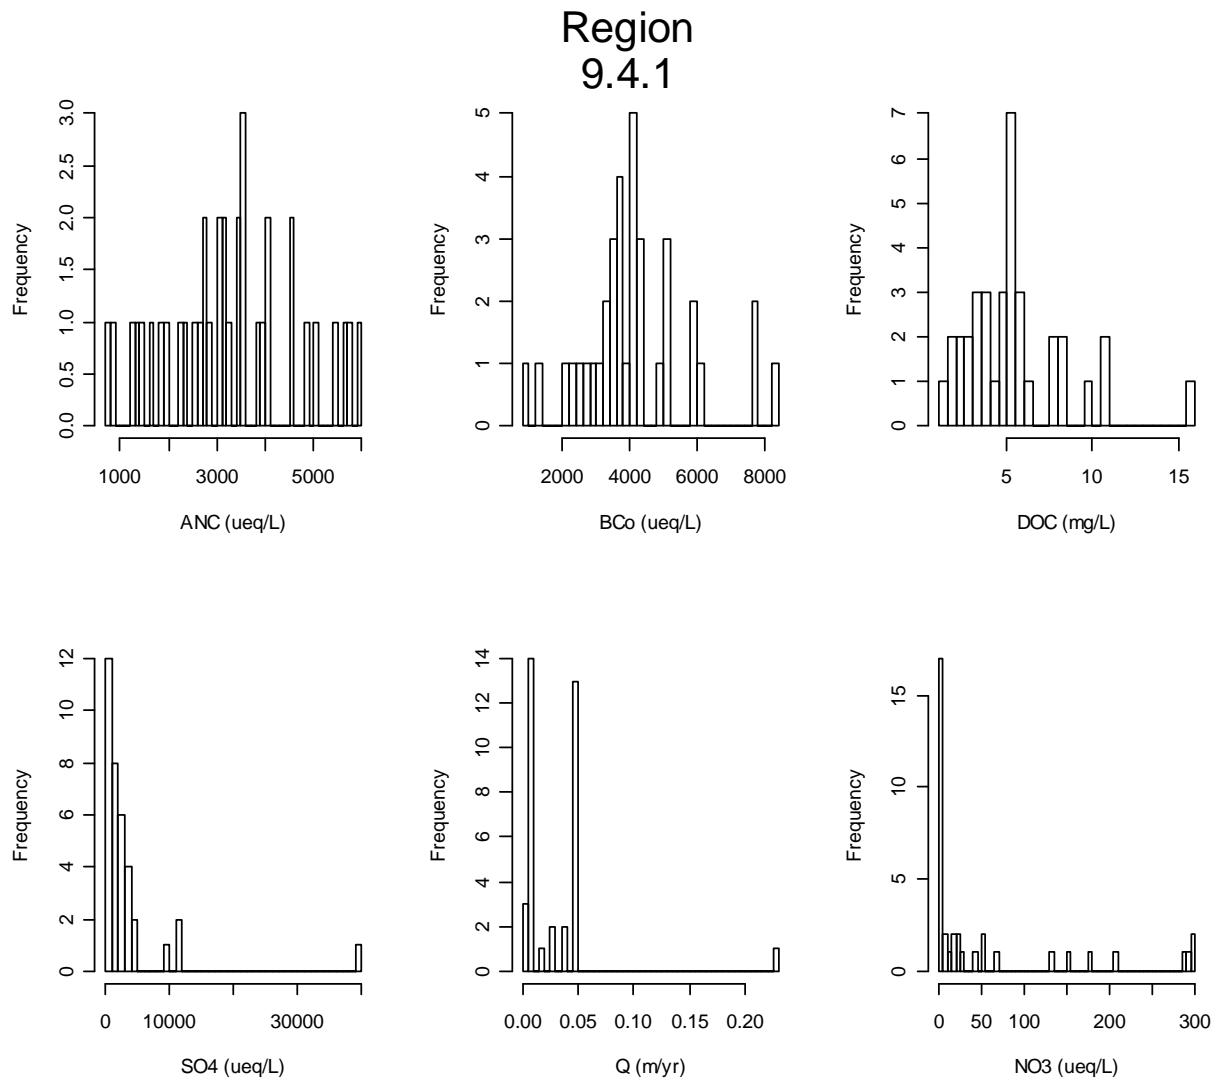 Region
9.4.1
Frequency
0.0 0.5 1.0 1.5 2.0 2.5 3.0
1000 3000 5000
ANC (ueq/L)
Frequency
0 1 2 3 4 5
2000 4000 6000 8000
BCo (ueq/L)
Frequency
0 1 2 3 4 5 6 7
5 10 15
DOC (mg/L)
Frequency
0 2 4 6 8 10 12
0 10000 30000
SO4 (ueq/L)
Frequency
0 2 4 6 8 10 12 14
0.00 0.05 0.10 0.15 0.20
Q (m/yr)
Frequency
0 5 10 15
0 50 100 200 300
NO3 (ueq/L)